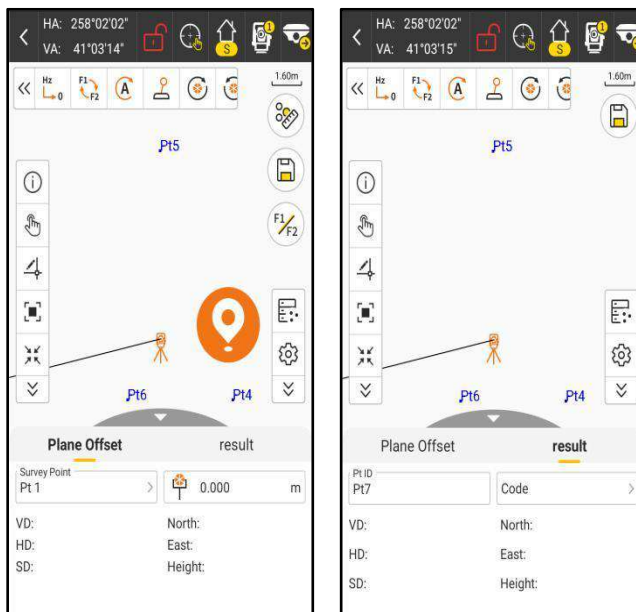 HA: 258°02'02"
VA: 41°03'14"
S
1
Hz
0
F1
F2
A
1.60m
Pt5
F1/F2
Pt6
Pt4
Plane Offset
result
Survey Point
Pt 1
0.000
m
VD:
North:
HD:
East:
SD:
Height:
HA: 258°02'02"
VA: 41°03'15"
S
1
Hz
0
F1
F2
A
1.60m
Pt5
Pt6
Pt4
Plane Offset
result
Pt ID
Pt7
Code
VD:
North:
HD:
East:
SD:
Height: